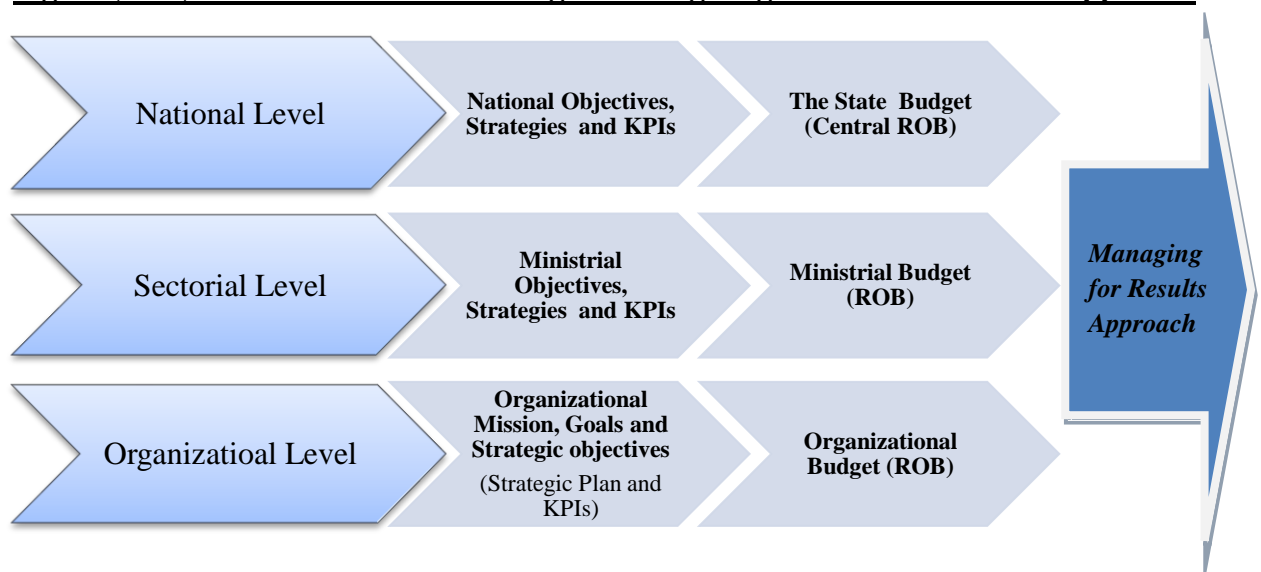 National Level
National Objectives,
Strategies and KPIs
The State Budget
(Central ROB)
Sectorial Level
Ministrial
Objectives,
Strategies and KPIs
Ministrial Budget
(ROB)
Organizatioal Level
Organizational
Mission, Goals and
Strategic objectives
(Strategic Plan and
KPIs)
Organizational
Budget (ROB)
Managing
for Results
Approach